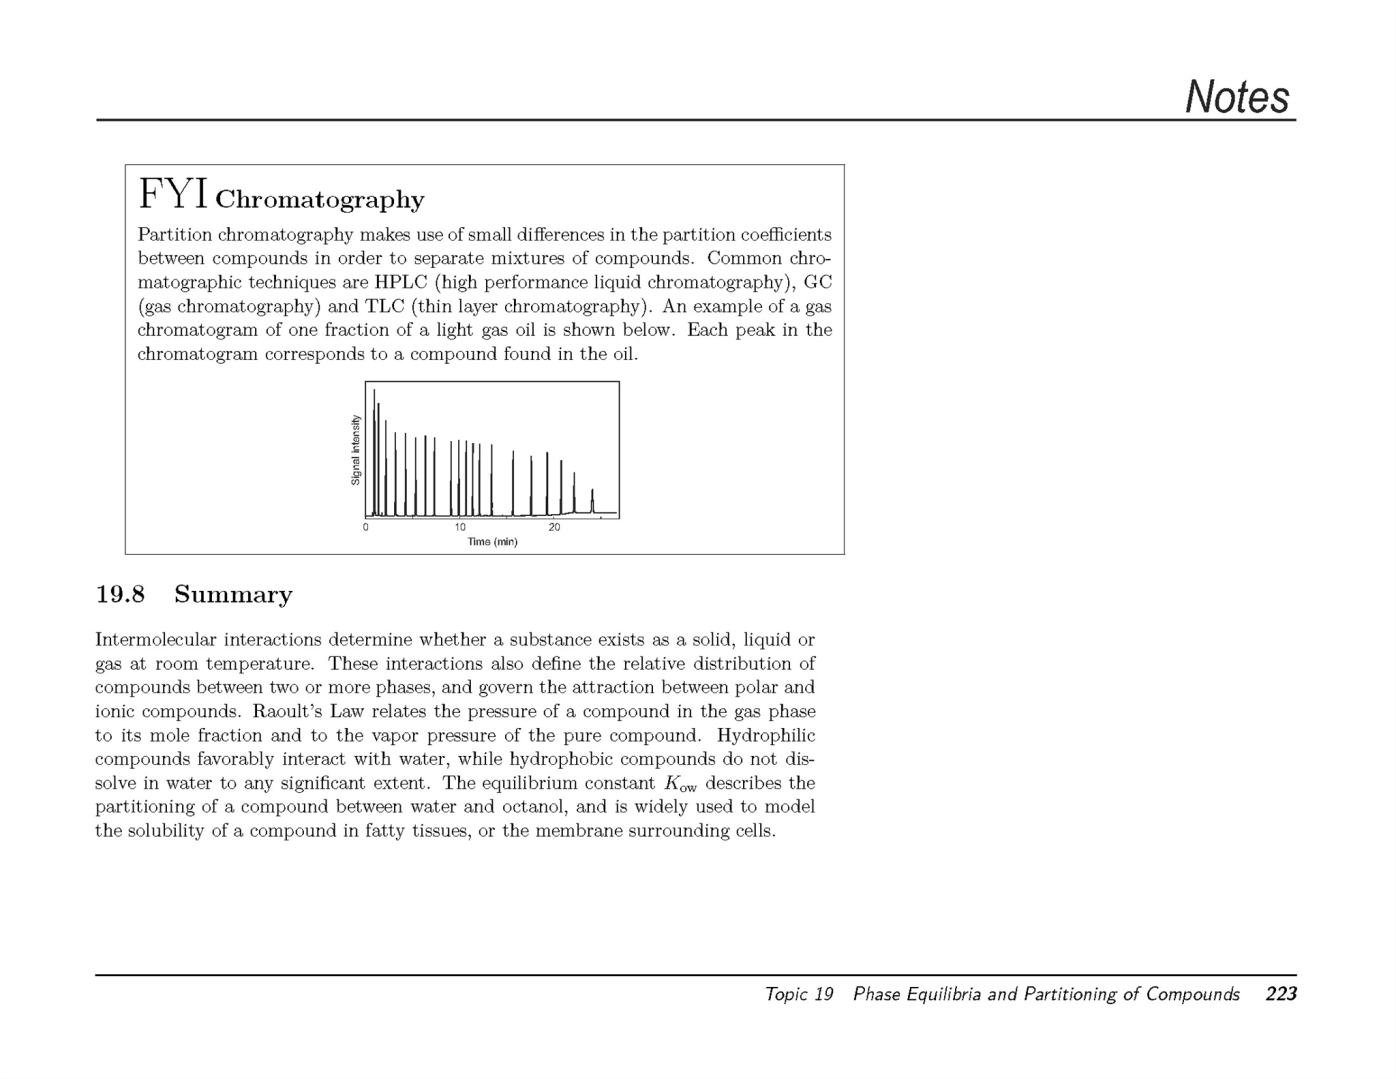 Notes
FYI Chromatography
Partition chromatography makes use of small differences in the partition coefficients
between compounds in order to separate mixtures of compounds. Common chro-
matographic techniques are HPLC (high performance liquid chromatography), GC
(gas chromatography) and TLC (thin layer chromatography). An example of a gas
chromatogram of one fraction of a light gas oil is shown below. Each peak in the
chromatogram corresponds to a compound found in the oil.
Signal intensity
0 10 20
Time (min)
19.8 Summary
Intermolecular interactions determine whether a substance exists as a solid, liquid or
gas at room temperature. These interactions also define the relative distribution of
compounds between two or more phases, and govern the attraction between polar and
ionic compounds. Raoult's Law relates the pressure of a compound in the gas phase
to its mole fraction and to the vapor pressure of the pure compound. Hydrophilic
compounds favorably interact with water, while hydrophobic compounds do not dis-
solve in water to any significant extent. The equilibrium constant Kow describes the
partitioning of a compound between water and octanol, and is widely used to model
the solubility of a compound in fatty tissues, or the membrane surrounding cells.
Topic 19 Phase Equilibria and Partitioning of Compounds 223